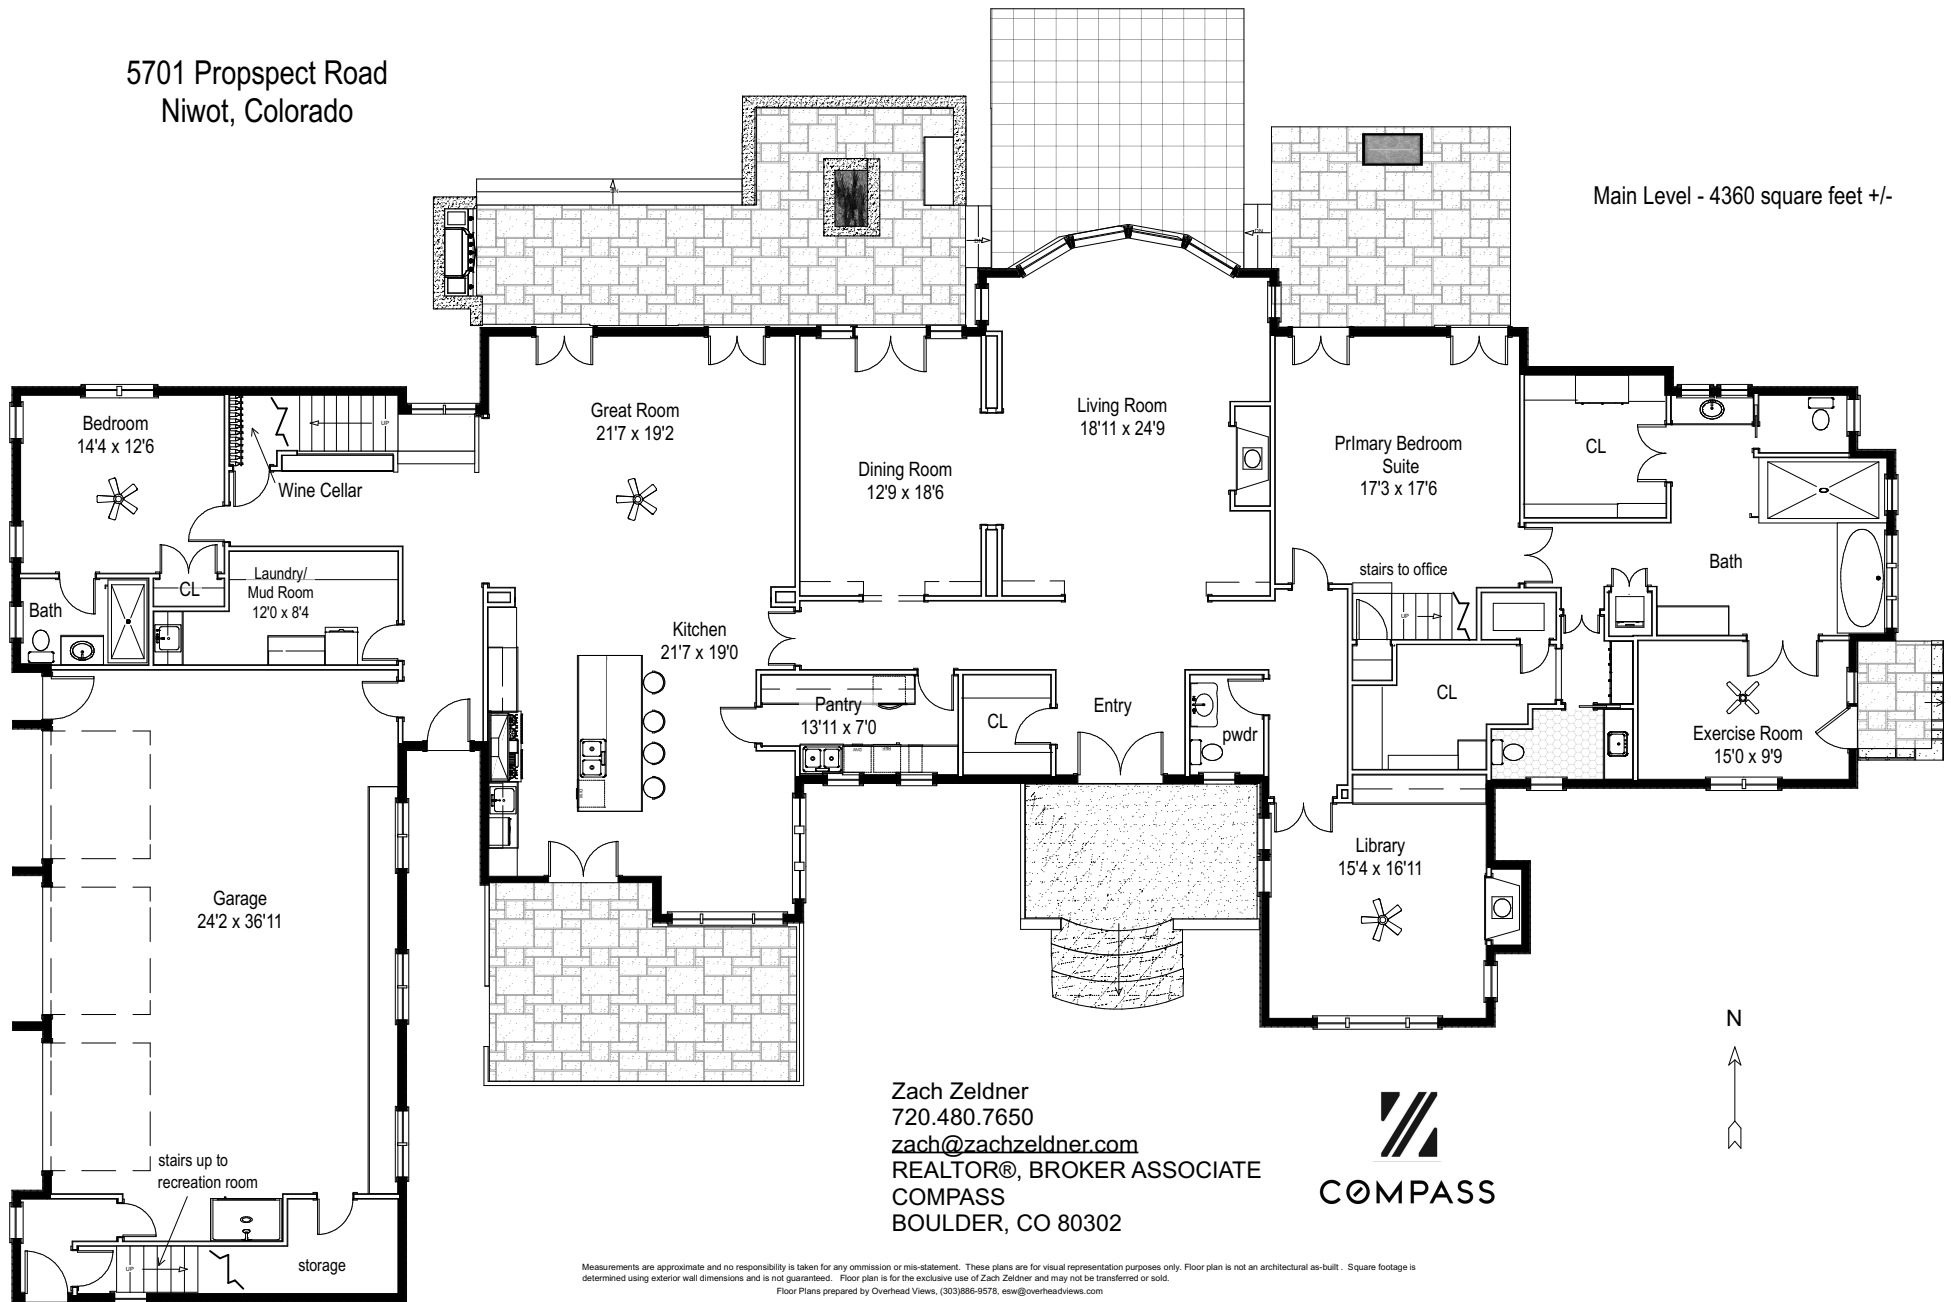 5701 Propspect Road
Niwot, Colorado
Main Level - 4360 square feet +/-
DN
DN
DN
Bedroom
14'4 x 12'6
UP
Wine Cellar
Great Room
21'7 x 19'2
Dining Room
12'9 x 18'6
Living Room
18'11 x 24'9
PrImary Bedroom
Suite
17'3 x 17'6
CL
Bath
CL
Laundry/
Mud Room
12'0 x 8'4
Bath
stairs to office
UP
Kitchen
21'7 x 19'0
Pantry
13'11 x 7'0
CL
Entry
pwdr
CL
Exercise Room
15'0 x 9'9
Library
15'4 x 16'11
Garage
24'2 x 36'11
N
stairs up to
recreation room
UP
storage
Zach Zeldner
720.480.7650
zach@zachzeldner.com
REALTOR®, BROKER ASSOCIATE
COMPASS
BOULDER, CO 80302
COMPASS
Measurements are approximate and no responsibility is taken for any ommission or mis-statement. These plans are for visual representation purposes only. Floor plan is not an architectural as-built . Square footage is
determined using exterior wall dimensions and is not guaranteed. Floor plan is for the exclusive use of Zach Zeldner and may not be transferred or sold.
Floor Plans prepared by Overhead Views, (303)886-9578, esw@overheadviews.com